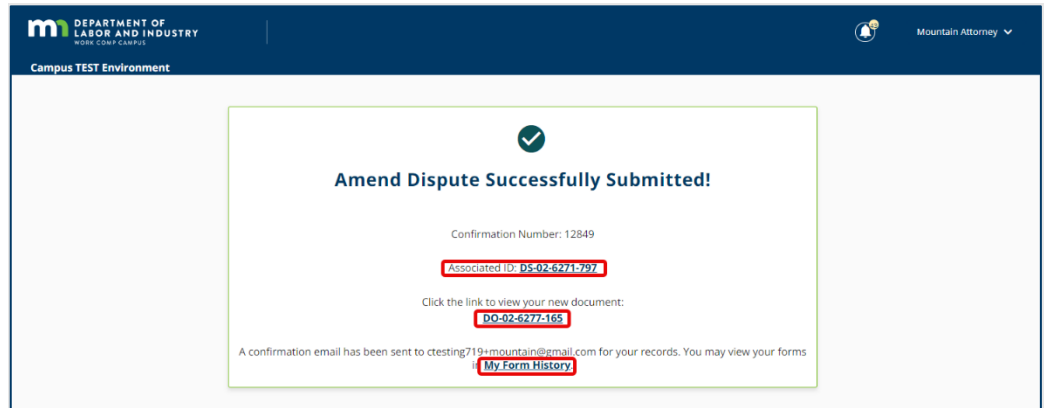 DEPARTMENT OF
LABOR AND INDUSTRY
WORK COMP CAMPUS
Mountain Attorney
Campus TEST Environment
Amend Dispute Successfully Submitted!
Confirmation Number: 12849
Associated ID: DS-02-6271-797
Click the link to view your new document:
DO-02-6277-165
A confirmation email has been sent to ctesting719+mountain@gmail.com for your records. You may view your forms
My Form History.